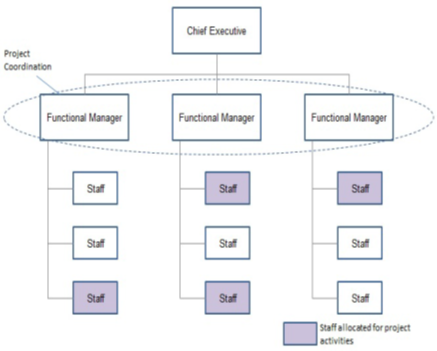 Chief Executive
Project
Coordination
Functional Manager
Functional Manager
Functional Manager
Staff
Staff
Staff
Staff
Staff
Staff
Staff
Staff
Staff
Staff allocated for project
activities